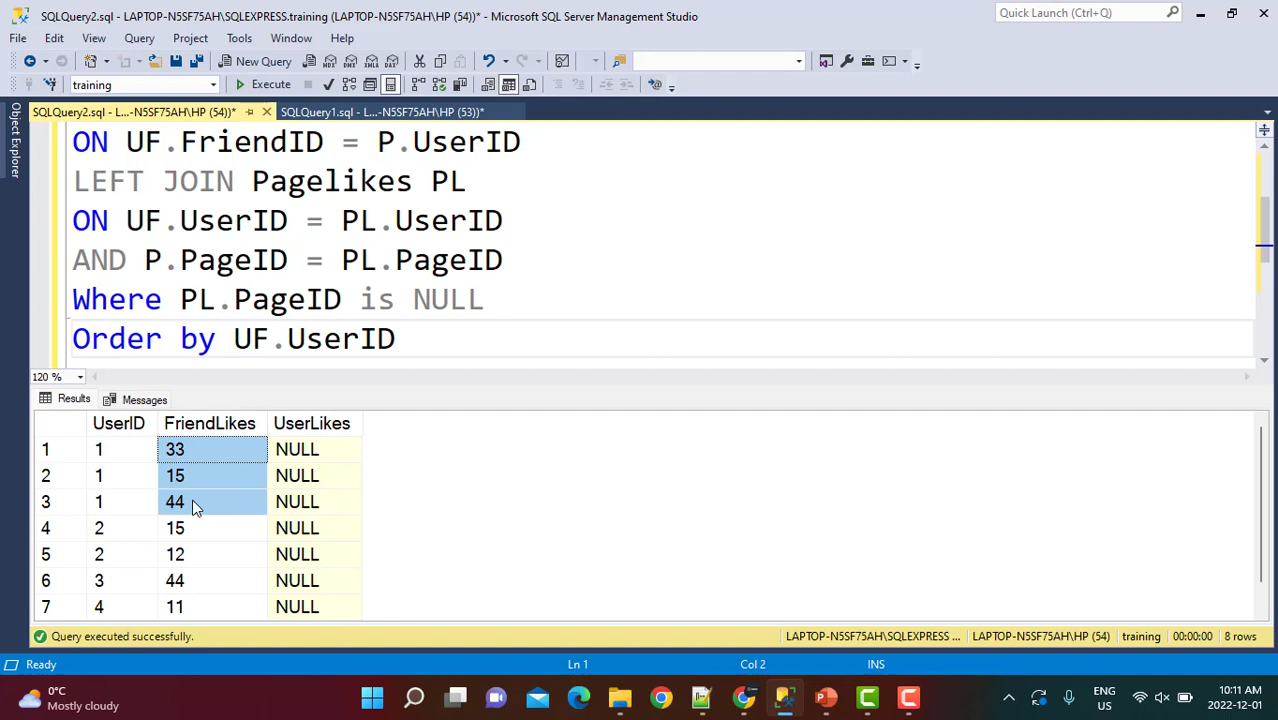 SQLQuery2.sql - LAPTOP-N5SF75AH\SQLEXPRESS.training (LAPTOP-N5SF75AH\HP (54))* - Microsoft SQL Server Management Studio
Quick Launch (Ctrl+Q)
File Edit View Query Project Tools Window Help
New Query
MDX DMX XMLA DAX
training
Execute
SQLQuery2.sql - L...-N5SF75AH\HP (54))*
SQLQuery1.sql - L...-N5SF75AH\HP (53))*
Object Explorer
ON UF.FriendID = P.UserID
LEFT JOIN Pagelikes PL
ON UF.UserID = PL.UserID
AND P.PageID = PL.PageID
Where PL.PageID is NULL
Order by UF.UserID
120 %
Results Messages
UserID FriendLikes UserLikes
1 1 33 NULL
2 1 15 NULL
3 1 44 NULL
4 2 15 NULL
5 2 12 NULL
6 3 44 NULL
7 4 11 NULL
Query executed successfully.
LAPTOP-N5SF75AH\SQLEXPRESS ... LAPTOP-N5SF75AH\HP (54) training 00:00:00 8 rows
Ready Ln 1 Col 2 INS
0°C
Mostly cloudy
ENG
US
10:11 AM
2022-12-01